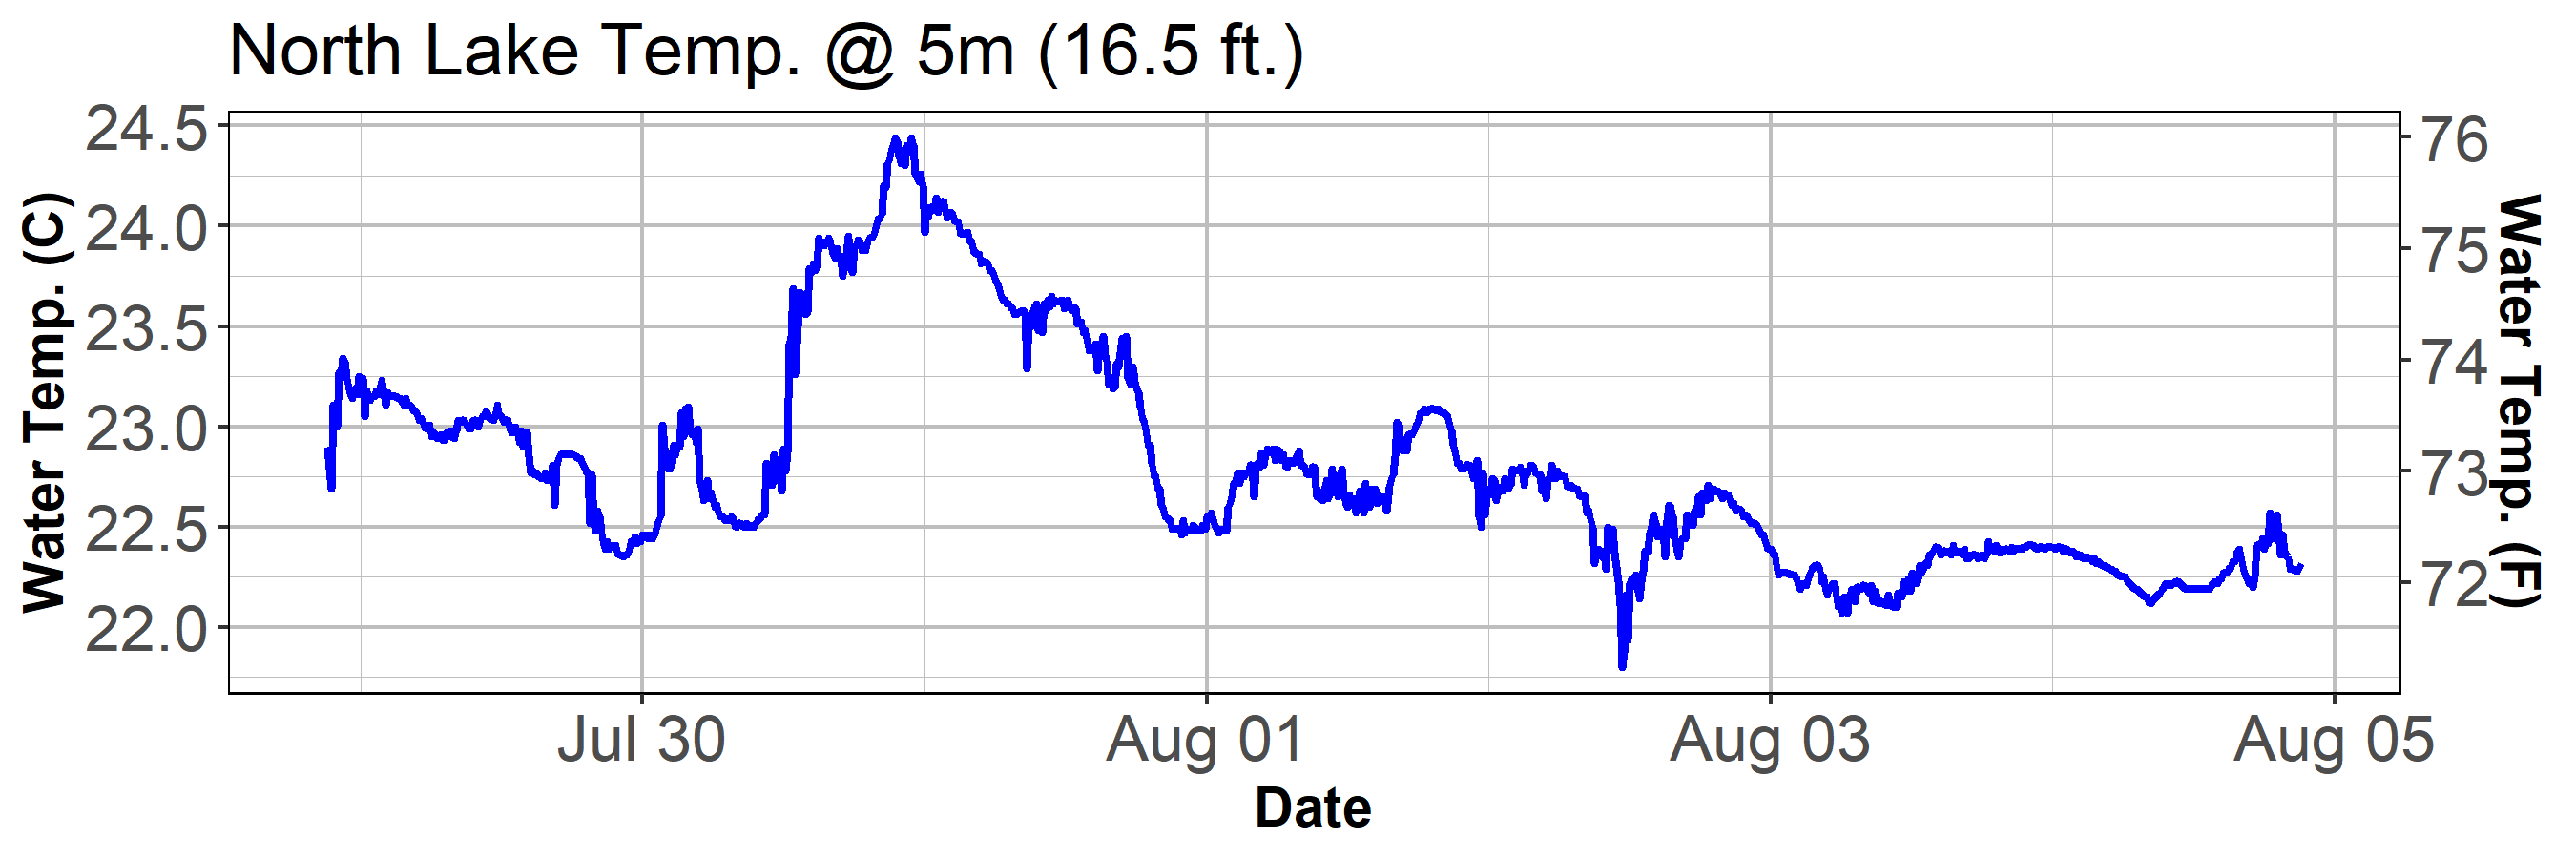 North Lake Temp. @ 5m (16.5 ft.)
Water Temp. (C)
24.5
24.0
23.5
23.0
22.5
22.0
76
75
74
73
72
Water Temp. (F)
Jul 30
Aug 01
Aug 03
Aug 05
Date